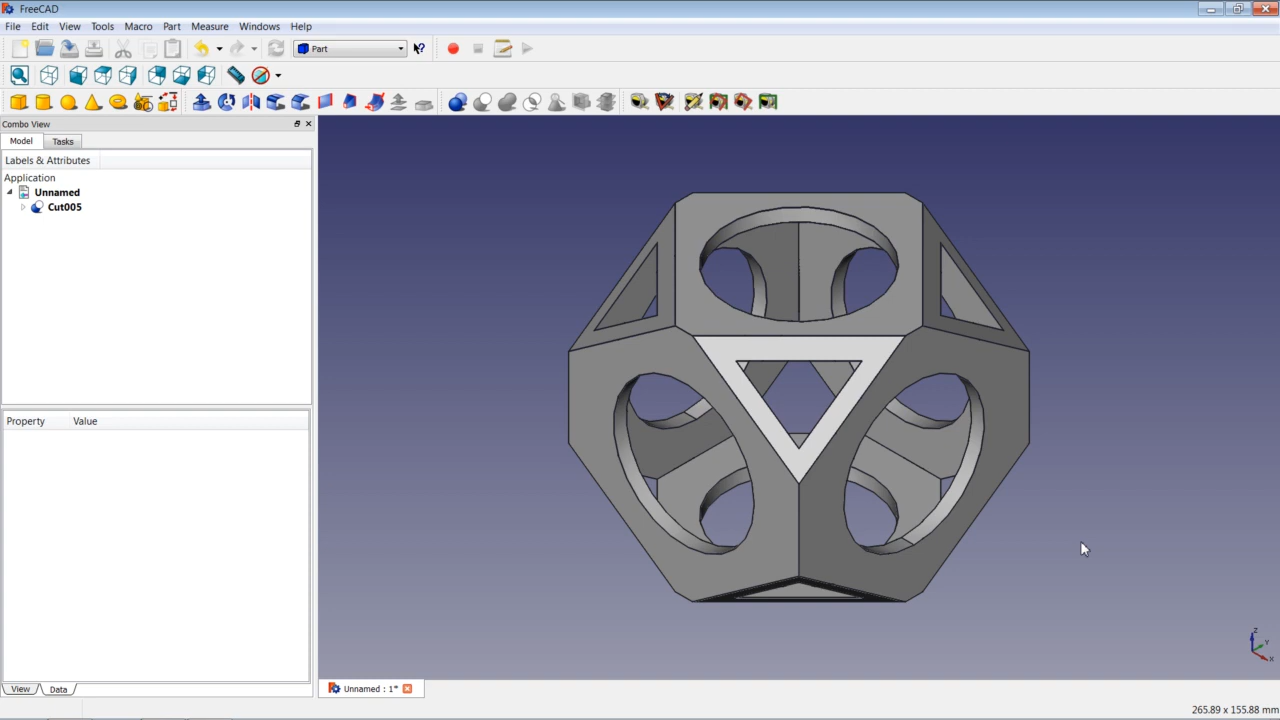 FreeCAD
File Edit View Tools Macro Part Measure Windows Help
Part
Combo View
Model Tasks
Labels & Attributes
Application
Unnamed
Cut005
Property Value
View Data
Unnamed : 1*
Z
Y
X
265.89 x 155.88 mm